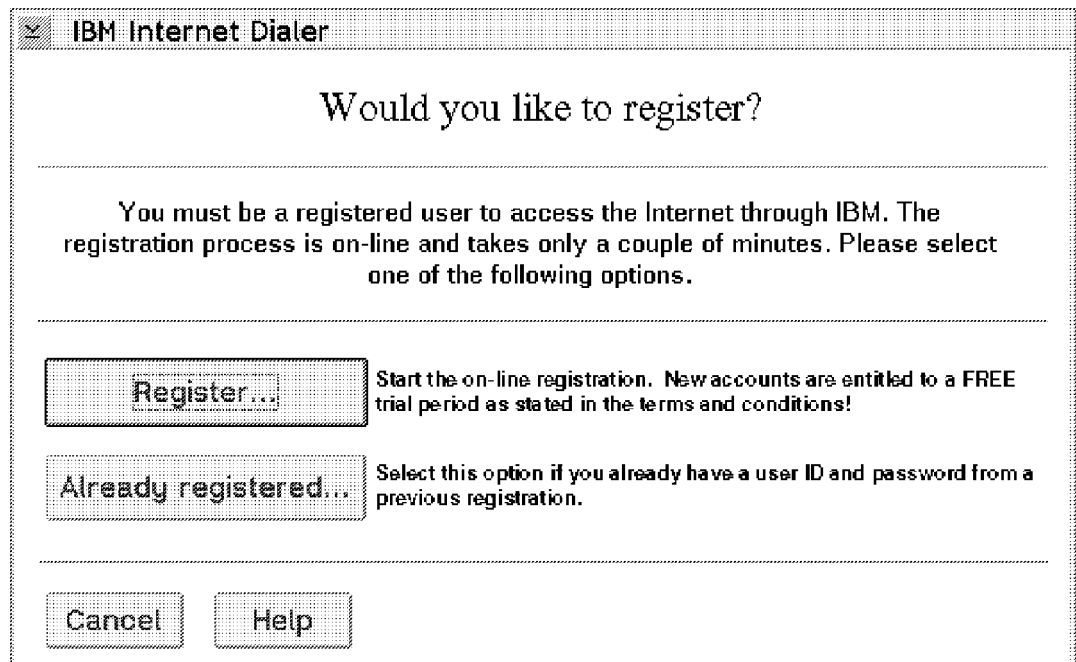 IBM Internet Dialer
Would you like to register?
You must be a registered user to access the Internet through IBM. The
registration process is on-line and takes only a couple of minutes. Please select
one of the following options.
Register...
Start the on-line registration. New accounts are entitled to a FREE
trial period as stated in the terms and conditions!
Already registered...
Select this option if you already have a user ID and password from a
previous registration.
Cancel Help